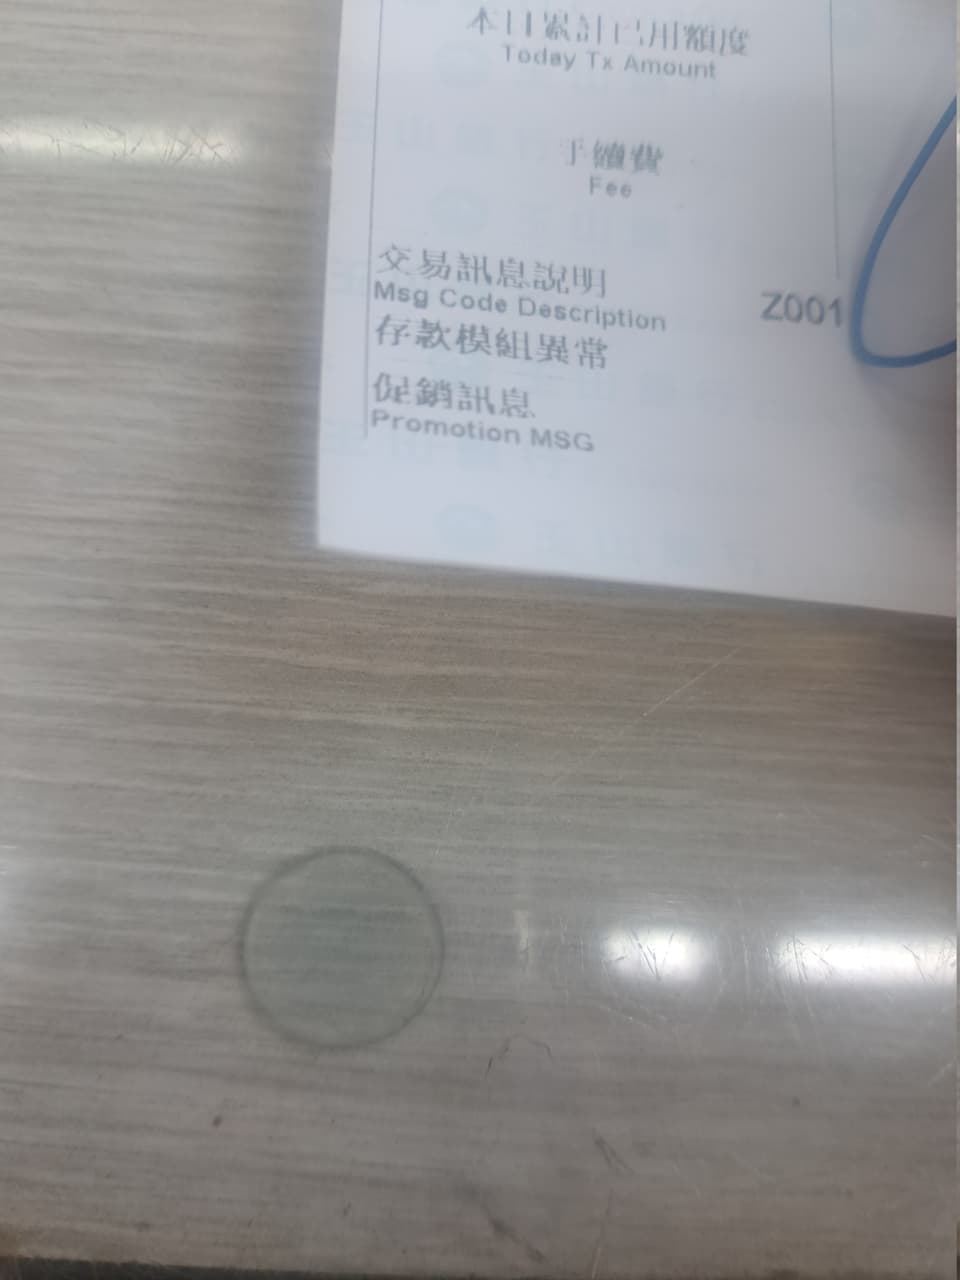 本日累計已用額度
Today Tx Amount
手續費
Fee
交易訊息說明
Msg Code Description Z001
存款模組異常
促銷訊息
Promotion MSG